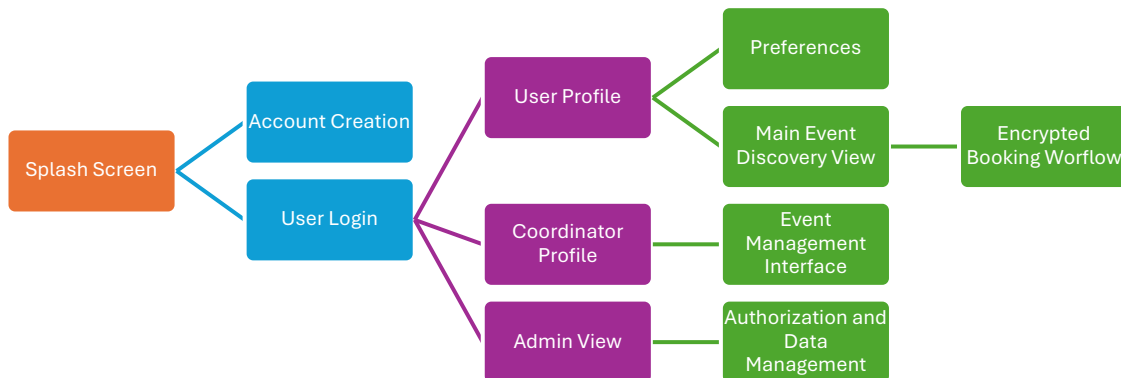 Splash Screen
Account Creation
User Login
User Profile
Coordinator
Profile
Admin View
Preferences
Main Event
Discovery View
Event
Management
Interface
Authorization and
Data
Management
Encrypted
Booking Worflow